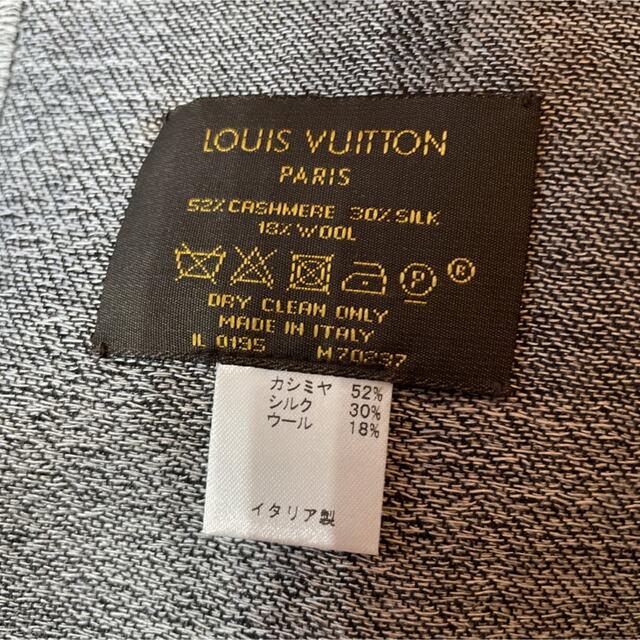 LOUIS VUITTON
PARIS
52% CASHMERE 30% SILK
18% WOOL
P ®
DRY CLEAN ONLY
MADE IN ITALY
IL 0195 M70297
カシミヤ 52%
シルク 30%
ウール 18%
イタリア製